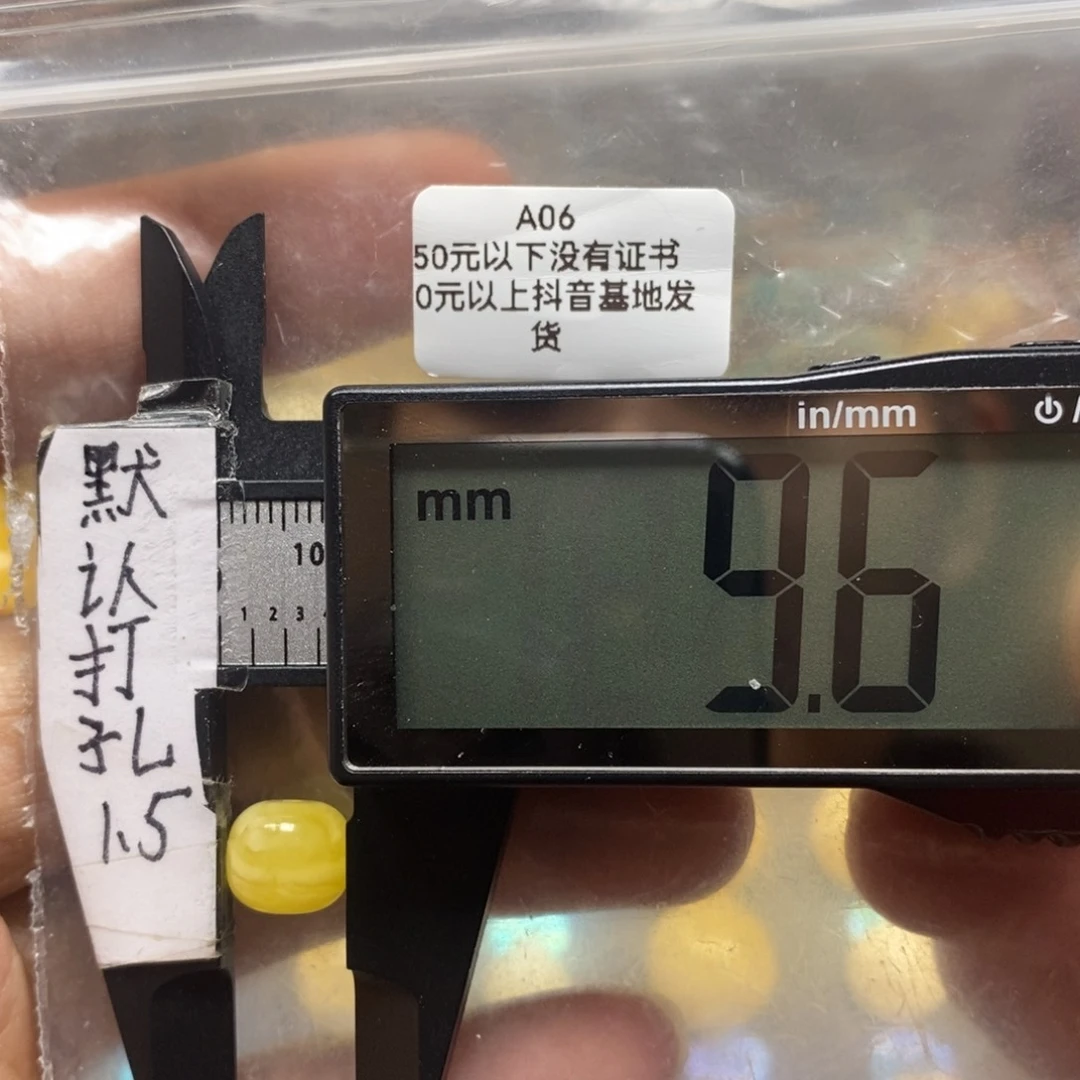 A06
50元以下没有证书
0元以上抖音基地发
货
in/mm
mm
9.6
10
1 2 3
默
认
打
孔
1.5